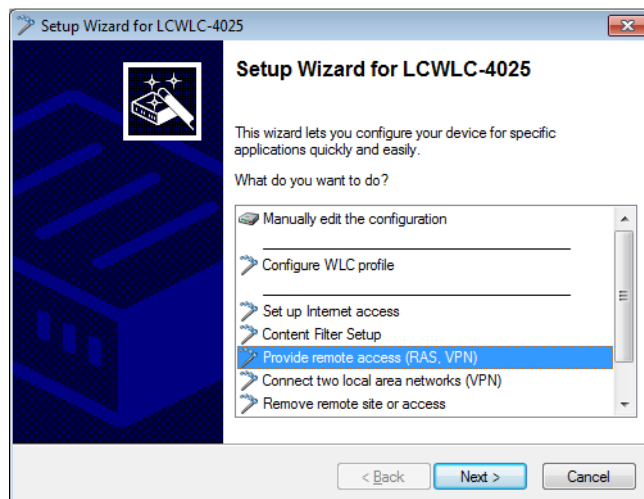 Setup Wizard for LCWLC-4025
Setup Wizard for LCWLC-4025
This wizard lets you configure your device for specific
applications quickly and easily.
What do you want to do?
Manually edit the configuration
Configure WLC profile
Set up Internet access
Content Filter Setup
Provide remote access (RAS, VPN)
Connect two local area networks (VPN)
Remove remote site or access
< Back
Next >
Cancel